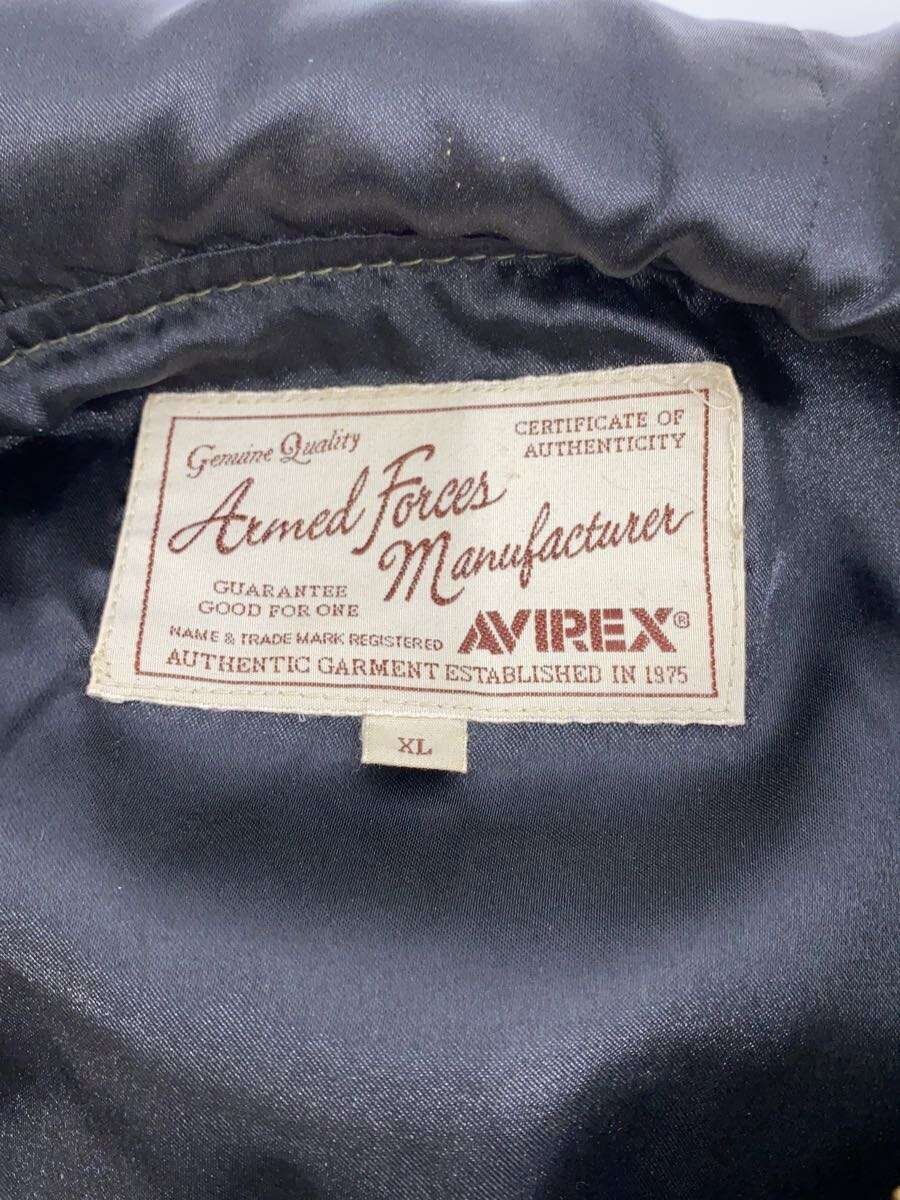 Genuine Quality
CERTIFICATE OF
AUTHENTICITY
Armed Forces
Manufacturer
GUARANTEE
GOOD FOR ONE
NAME & TRADE MARK REGISTERED
AVIREX®
AUTHENTIC GARMENT ESTABLISHED IN 1975
XL